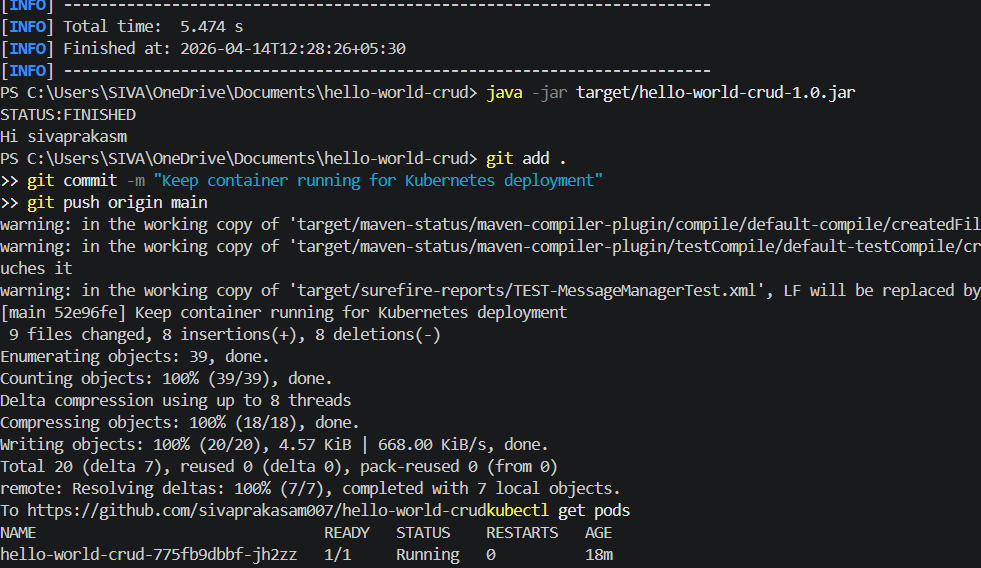 [INFO] ------------------------------------------------------------------------
[INFO] Total time:  5.474 s
[INFO] Finished at: 2026-04-14T12:28:26+05:30
[INFO] ------------------------------------------------------------------------
PS C:\Users\SIVA\OneDrive\Documents\hello-world-crud> java -jar target/hello-world-crud-1.0.jar
STATUS:FINISHED
Hi sivaprakasm
PS C:\Users\SIVA\OneDrive\Documents\hello-world-crud> git add .
>> git commit -m "Keep container running for Kubernetes deployment"
>> git push origin main
warning: in the working copy of 'target/maven-status/maven-compiler-plugin/compile/default-compile/createdFil
warning: in the working copy of 'target/maven-status/maven-compiler-plugin/testCompile/default-testCompile/cr
uches it
warning: in the working copy of 'target/surefire-reports/TEST-MessageManagerTest.xml', LF will be replaced by
[main 52e96fe] Keep container running for Kubernetes deployment
 9 files changed, 8 insertions(+), 8 deletions(-)
Enumerating objects: 39, done.
Counting objects: 100% (39/39), done.
Delta compression using up to 8 threads
Compressing objects: 100% (18/18), done.
Writing objects: 100% (20/20), 4.57 KiB | 668.00 KiB/s, done.
Total 20 (delta 7), reused 0 (delta 0), pack-reused 0 (from 0)
remote: Resolving deltas: 100% (7/7), completed with 7 local objects.
To https://github.com/sivaprakasam007/hello-world-crudkubectl get pods
NAME                              READY   STATUS    RESTARTS   AGE
hello-world-crud-775fb9dbbf-jh2zz   1/1     Running   0          18m